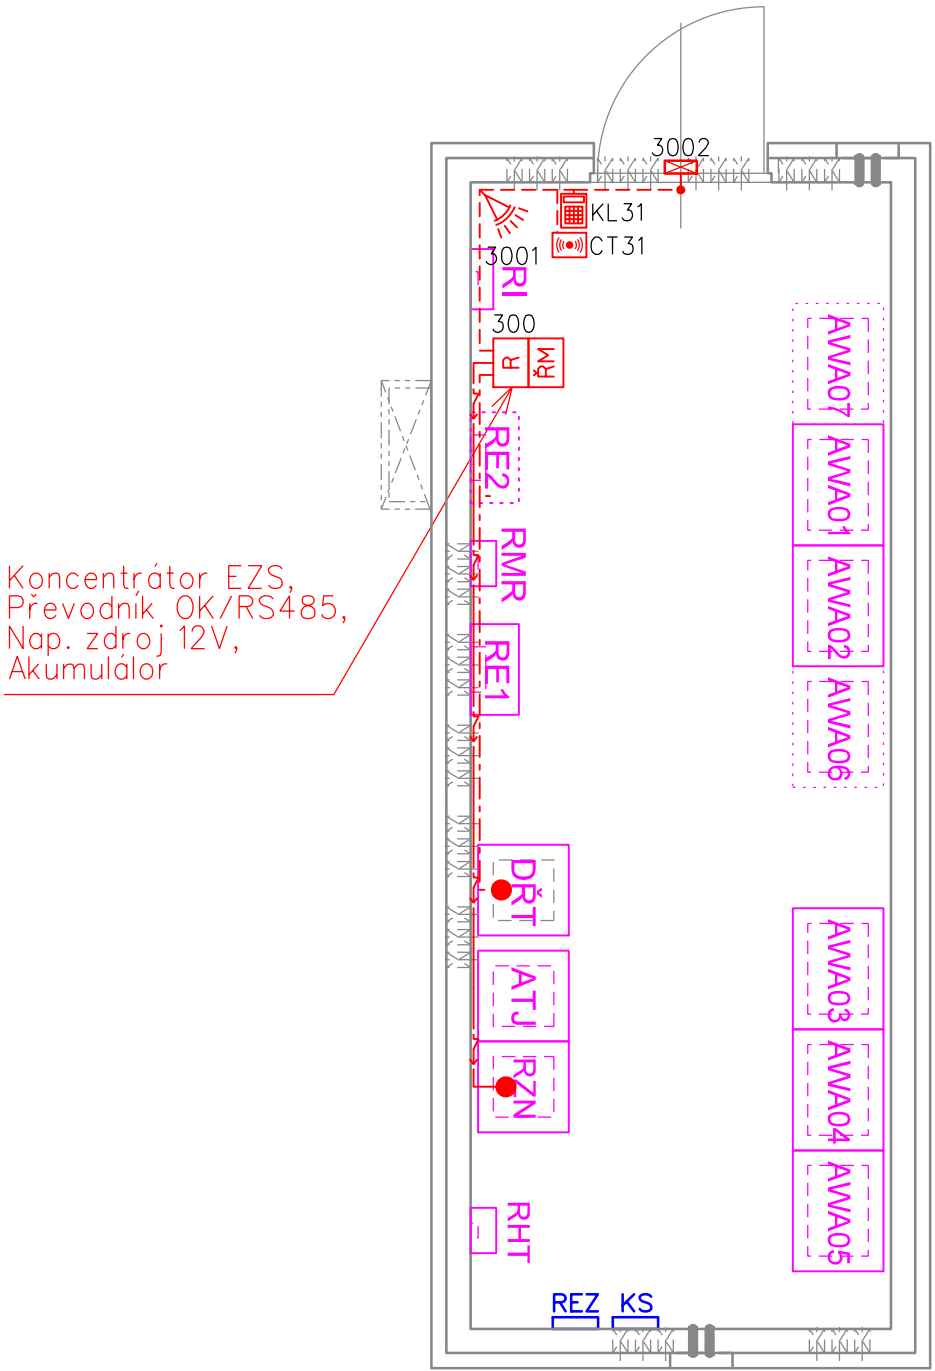 3002
KL31
CT31
3001
RI
300
R
ŘM
AWA07
RE2
AWA01
RMR
Koncentrátor EZS,
Převodník OK/RS485,
Nap. zdroj 12V,
Akumulálor
AWA02
RE1
AWA06
DŘT
ATJ
AWA03
RZN
AWA04
RHT
AWA05
REZ
KS